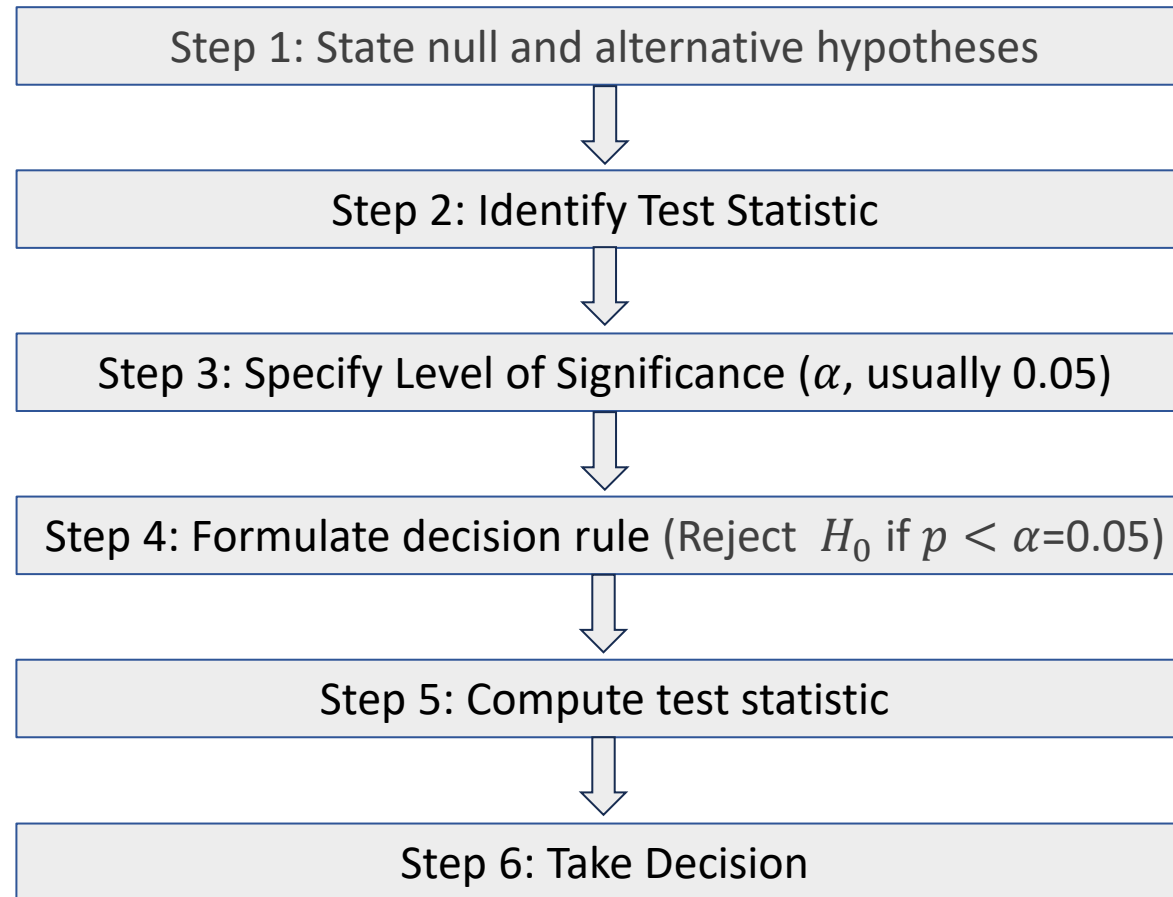 Step 1: State null and alternative hypotheses
Step 2: Identify Test Statistic
Step 3: Specify Level of Significance (𝛼, usually 0.05)
Step 4: Formulate decision rule (Reject 𝐻₀ if 𝑝 < 𝛼=0.05)
Step 5: Compute test statistic
Step 6: Take Decision